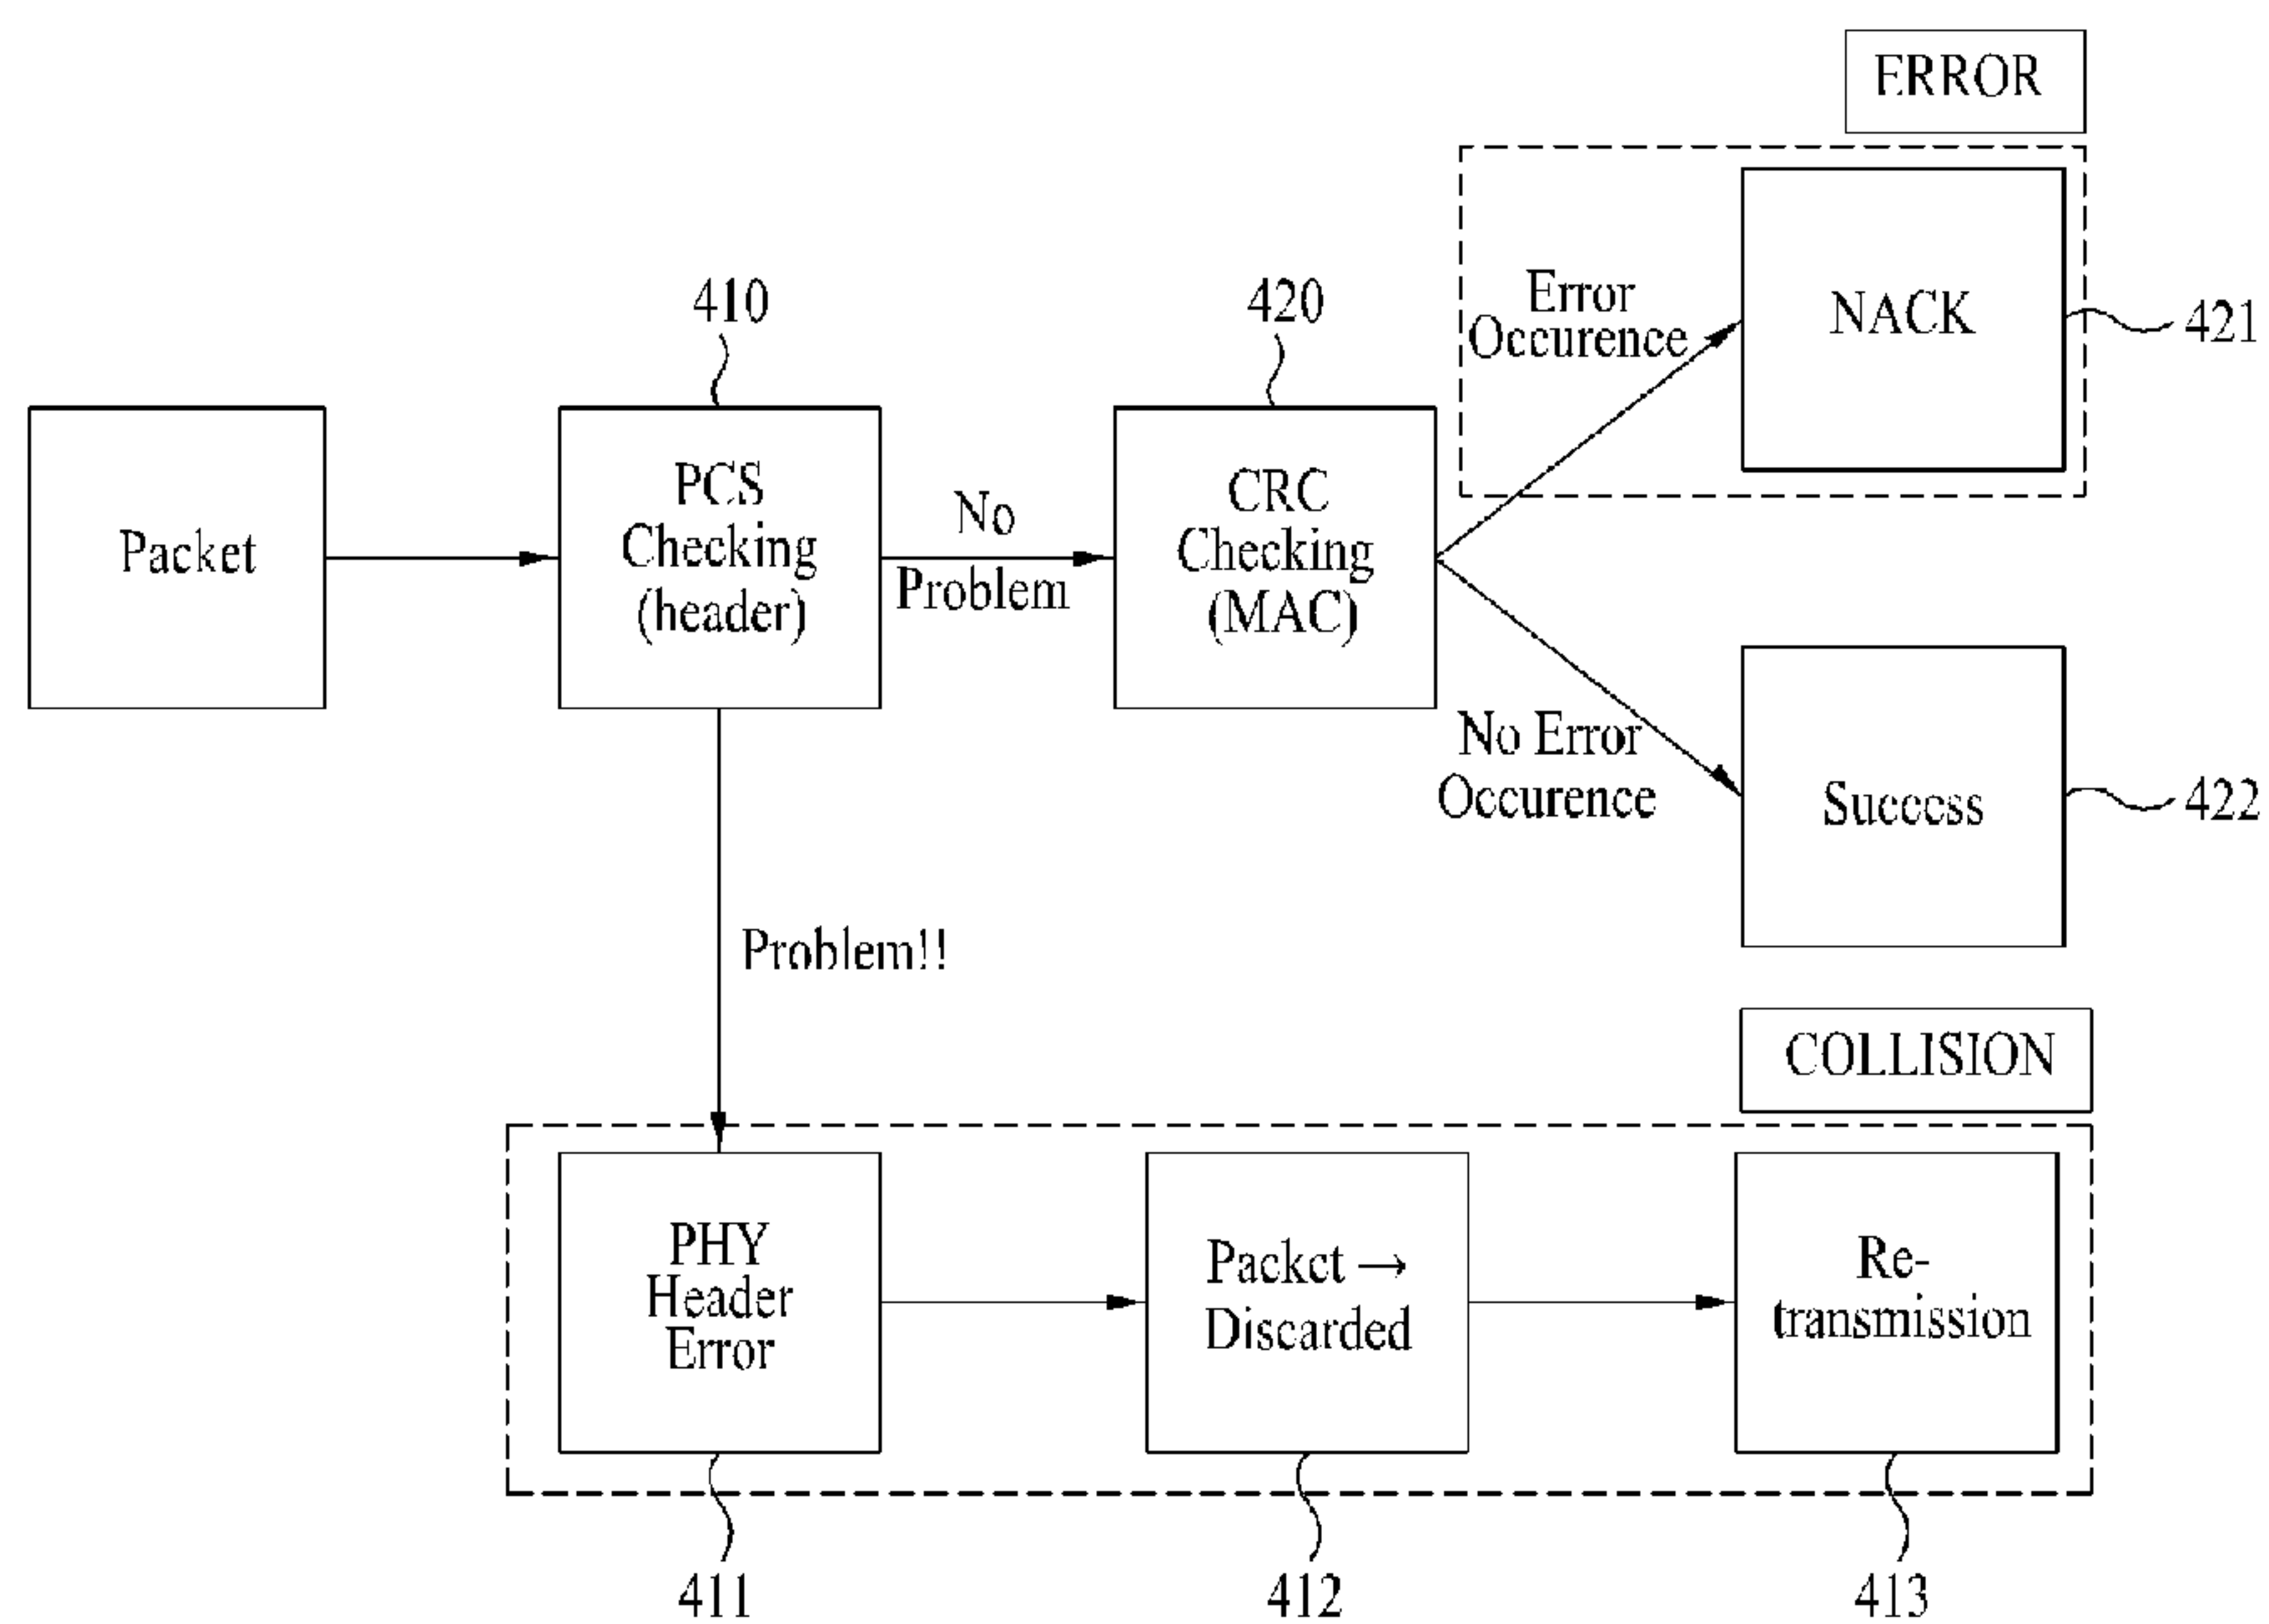 ERROR
410
420
Error
Occurence
NACK
421
Packet
PCS
Checking
(header)
No
Problem
CRC
Checking
(MAC)
No Error
Occurence
Success
422
Problem!!
COLLISION
PHY
Header
Error
Packet →
Discarded
Re-
transmission
411
412
413